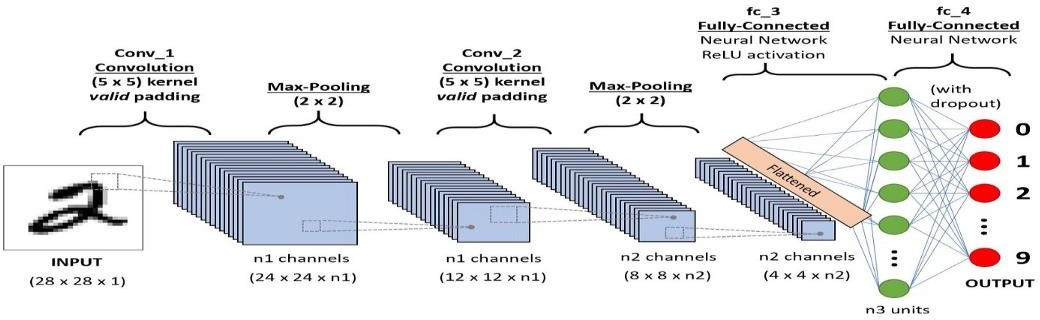 Conv_1
Convolution
(5 x 5) kernel
valid padding
Max-Pooling
(2 x 2)
Conv_2
Convolution
(5 x 5) kernel
valid padding
Max-Pooling
(2 x 2)
fc_3
Fully-Connected
Neural Network
ReLU activation
fc_4
Fully-Connected
Neural Network
(with
dropout)
2
INPUT
(28 x 28 x 1)
n1 channels
(24 x 24 x n1)
n1 channels
(12 x 12 x n1)
n2 channels
(8 x 8 x n2)
n2 channels
(4 x 4 x n2)
Flattened
n3 units
0
1
2
9
OUTPUT